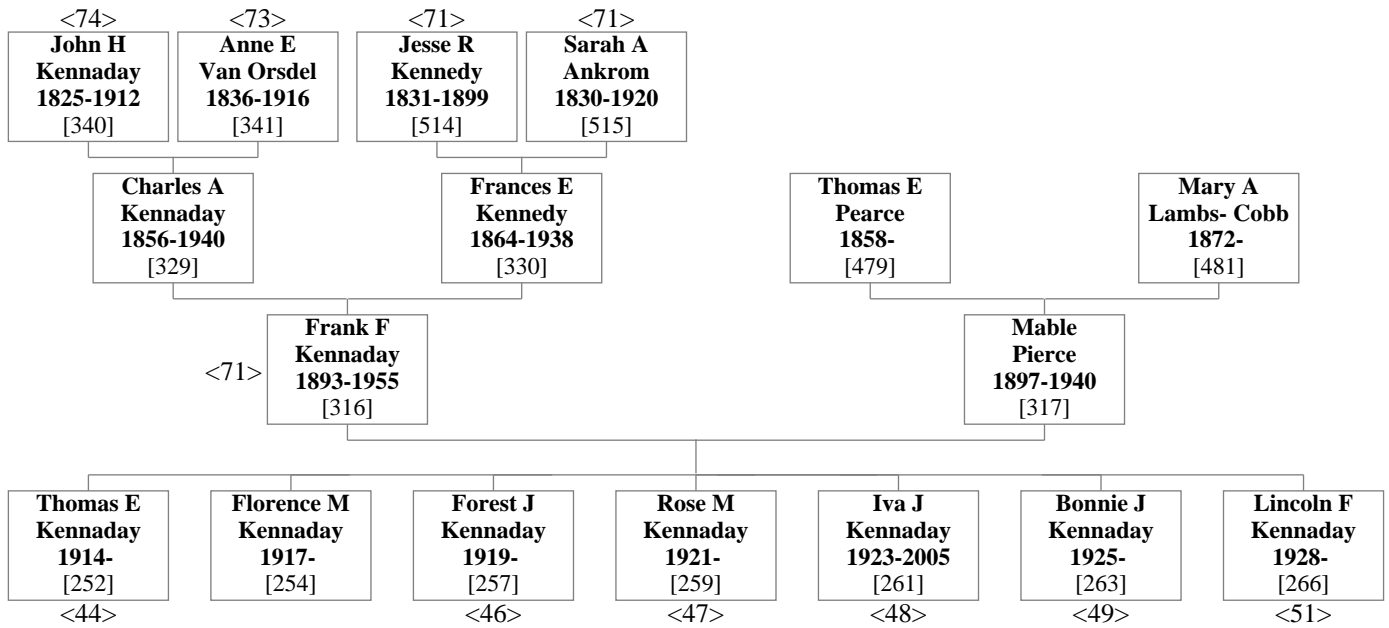 <74>
<73>
<71>
<71>
John H
Kennaday
1825-1912
[340]
Anne E
Van Orsdel
1836-1916
[341]
Jesse R
Kennedy
1831-1899
[514]
Sarah A
Ankrom
1830-1920
[515]
Charles A
Kennaday
1856-1940
[329]
Frances E
Kennedy
1864-1938
[330]
Thomas E
Pearce
1858-
[479]
Mary A
Lambs- Cobb
1872-
[481]
<71>
Frank F
Kennaday
1893-1955
[316]
Mable
Pierce
1897-1940
[317]
Thomas E
Kennaday
1914-
[252]
<44>
Florence M
Kennaday
1917-
[254]
Forest J
Kennaday
1919-
[257]
<46>
Rose M
Kennaday
1921-
[259]
<47>
Iva J
Kennaday
1923-2005
[261]
<48>
Bonnie J
Kennaday
1925-
[263]
<49>
Lincoln F
Kennaday
1928-
[266]
<51>